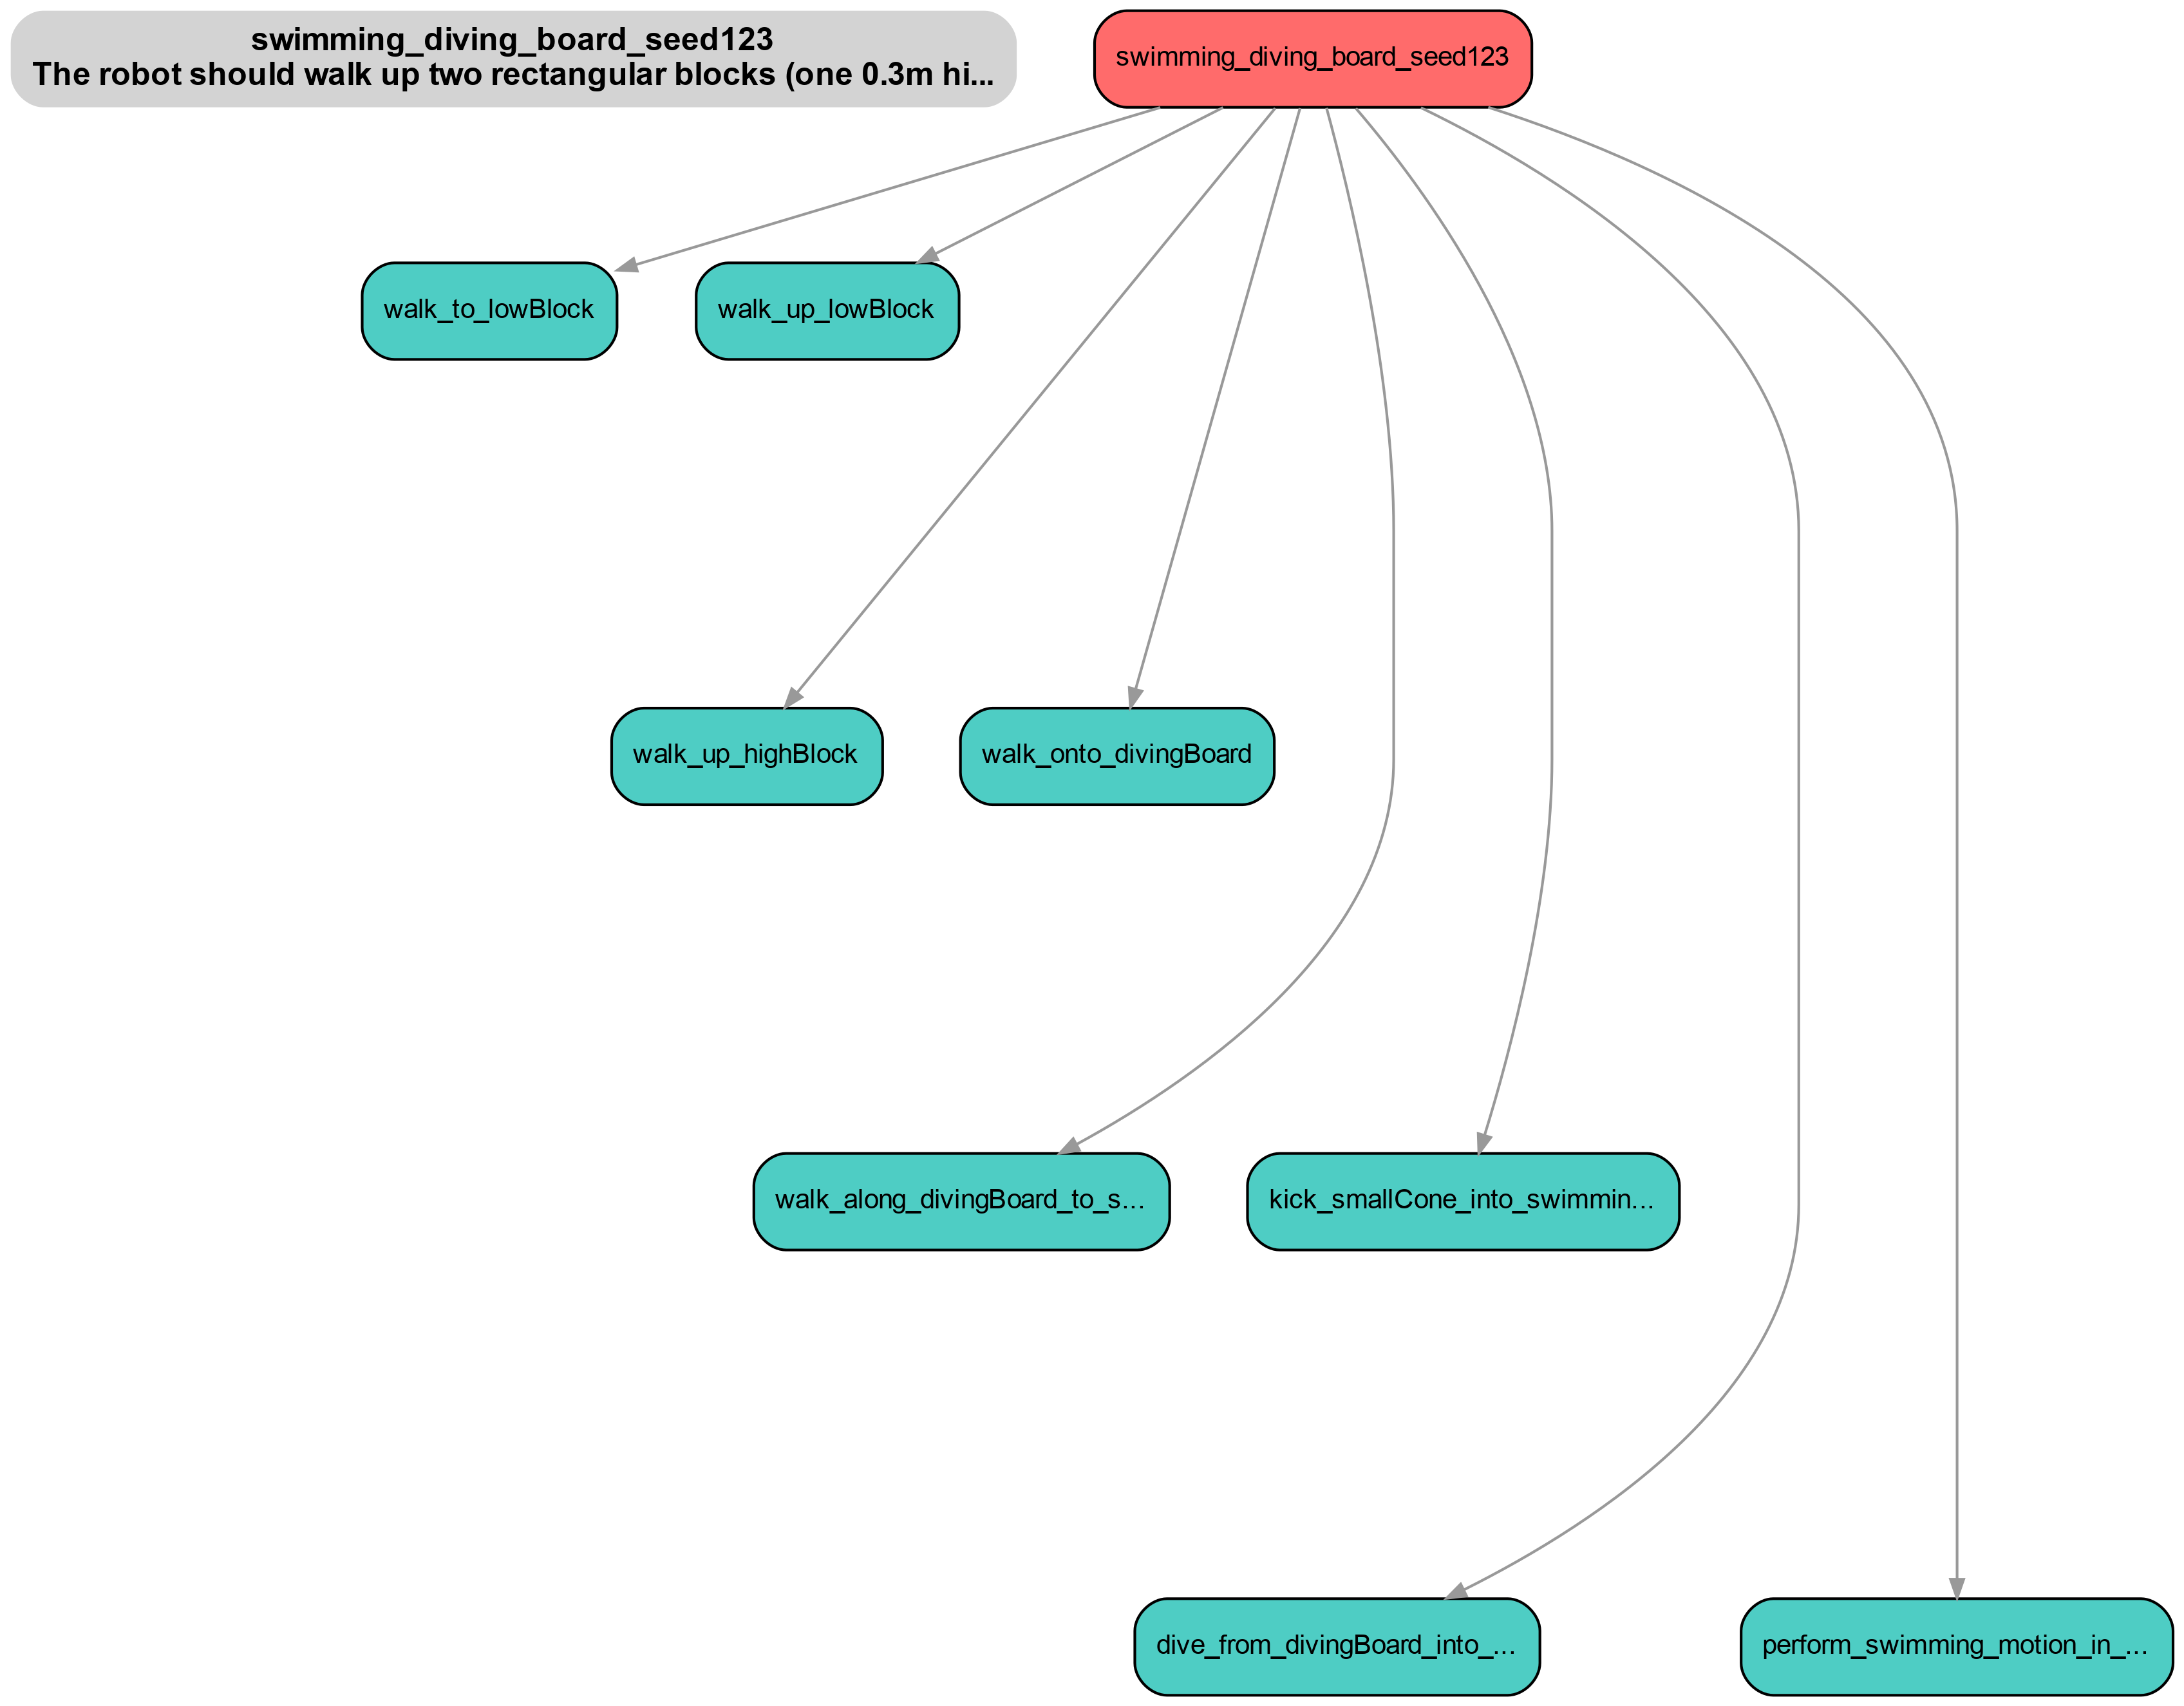 swimming_diving_board_seed123
The robot should walk up two rectangular blocks (one 0.3m hi...
swimming_diving_board_seed123
walk_to_lowBlock
walk_up_lowBlock
walk_up_highBlock
walk_onto_divingBoard
walk_along_divingBoard_to_s...
kick_smallCone_into_swimmin...
dive_from_divingBoard_into_...
perform_swimming_motion_in_...